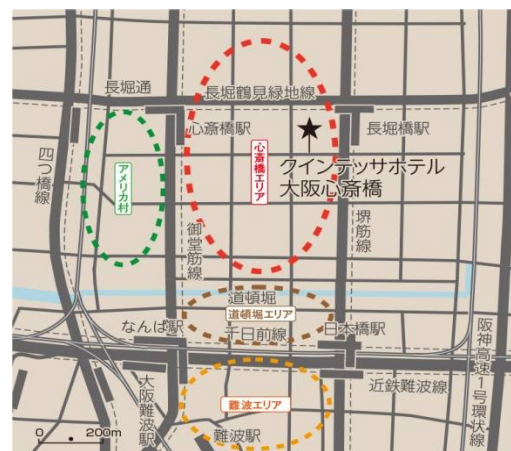 長堀通
長堀鶴見緑地線
心斎橋駅
長堀橋駅
クインテッサホテル
大阪心斎橋
心斎橋エリア
アメリカ村
四つ橋線
御堂筋線
堺筋線
道頓堀
道頓堀エリア
なんば駅
千日前線
日本橋駅
阪神高速1号環状線
大阪難波駅
近鉄難波線
難波エリア
難波駅
0 200m